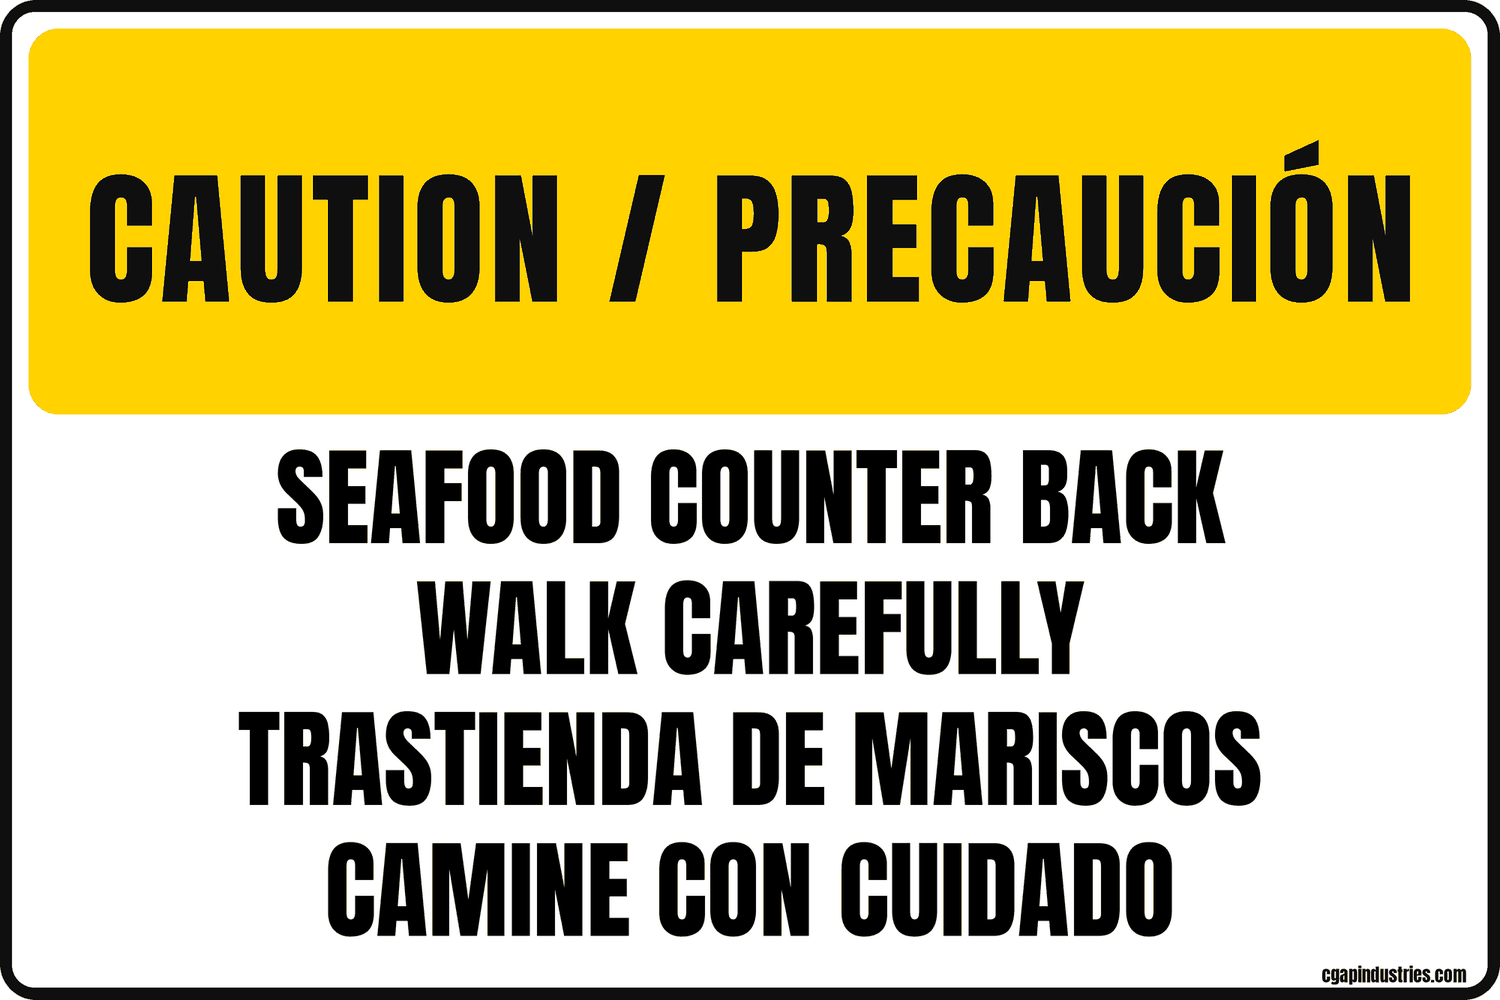 CAUTION / PRECAUCIÓN
SEAFOOD COUNTER BACK
WALK CAREFULLY
TRASTIENDA DE MARISCOS
CAMINE CON CUIDADO
cgapindustries.com